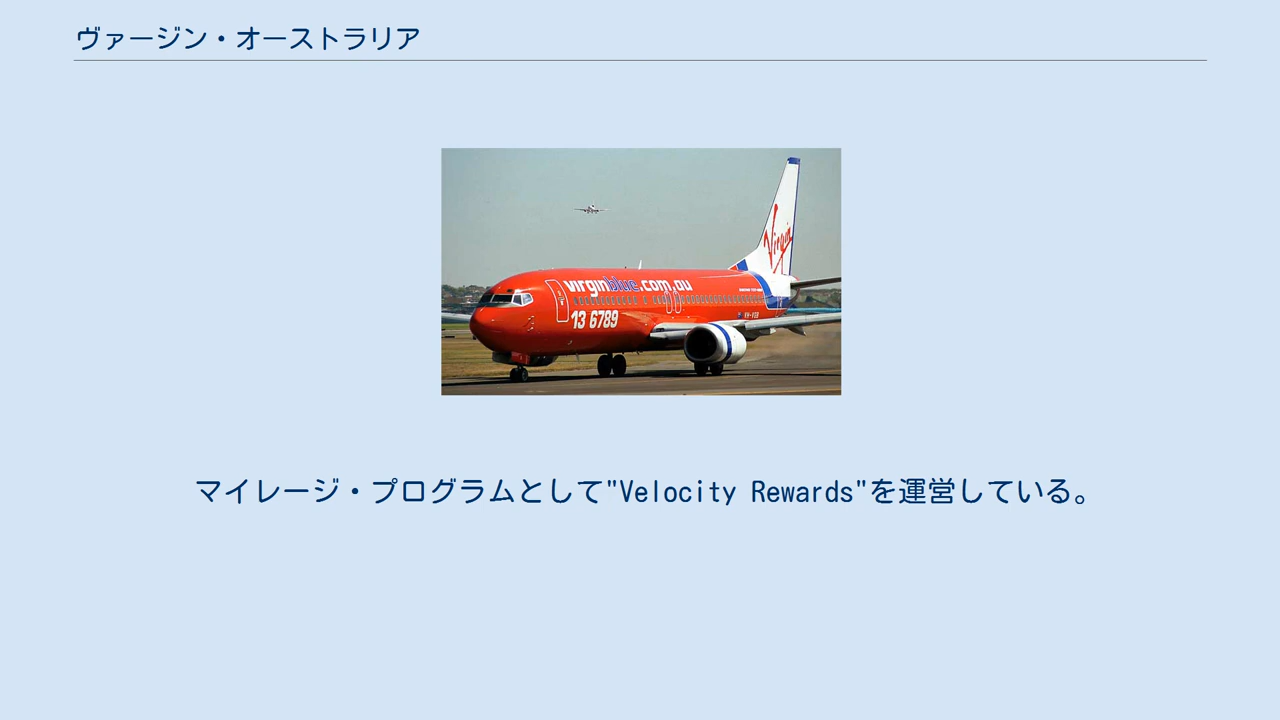 ヴァージン・オーストラリア
Virgin
virginblue.com.au
13 6789
マイレージ・プログラムとして"Velocity Rewards"を運営している。